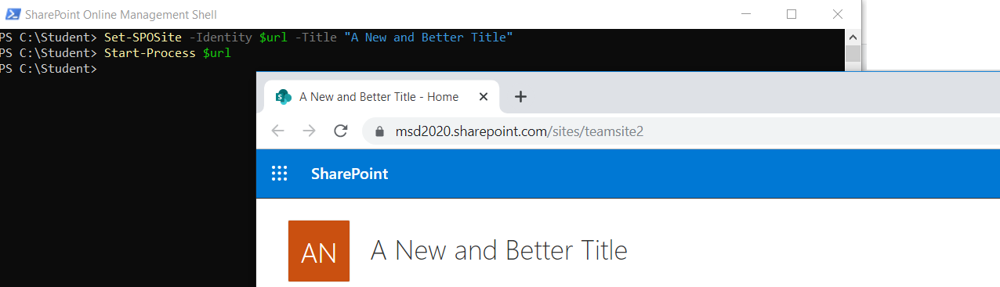 SharePoint Online Management Shell
PS C:\Student> Set-SPOSite -Identity $url -Title "A New and Better Title"
PS C:\Student> Start-Process $url
PS C:\Student>
S A New and Better Title - Home
msd2020.sharepoint.com/sites/teamsite2
SharePoint
AN A New and Better Title